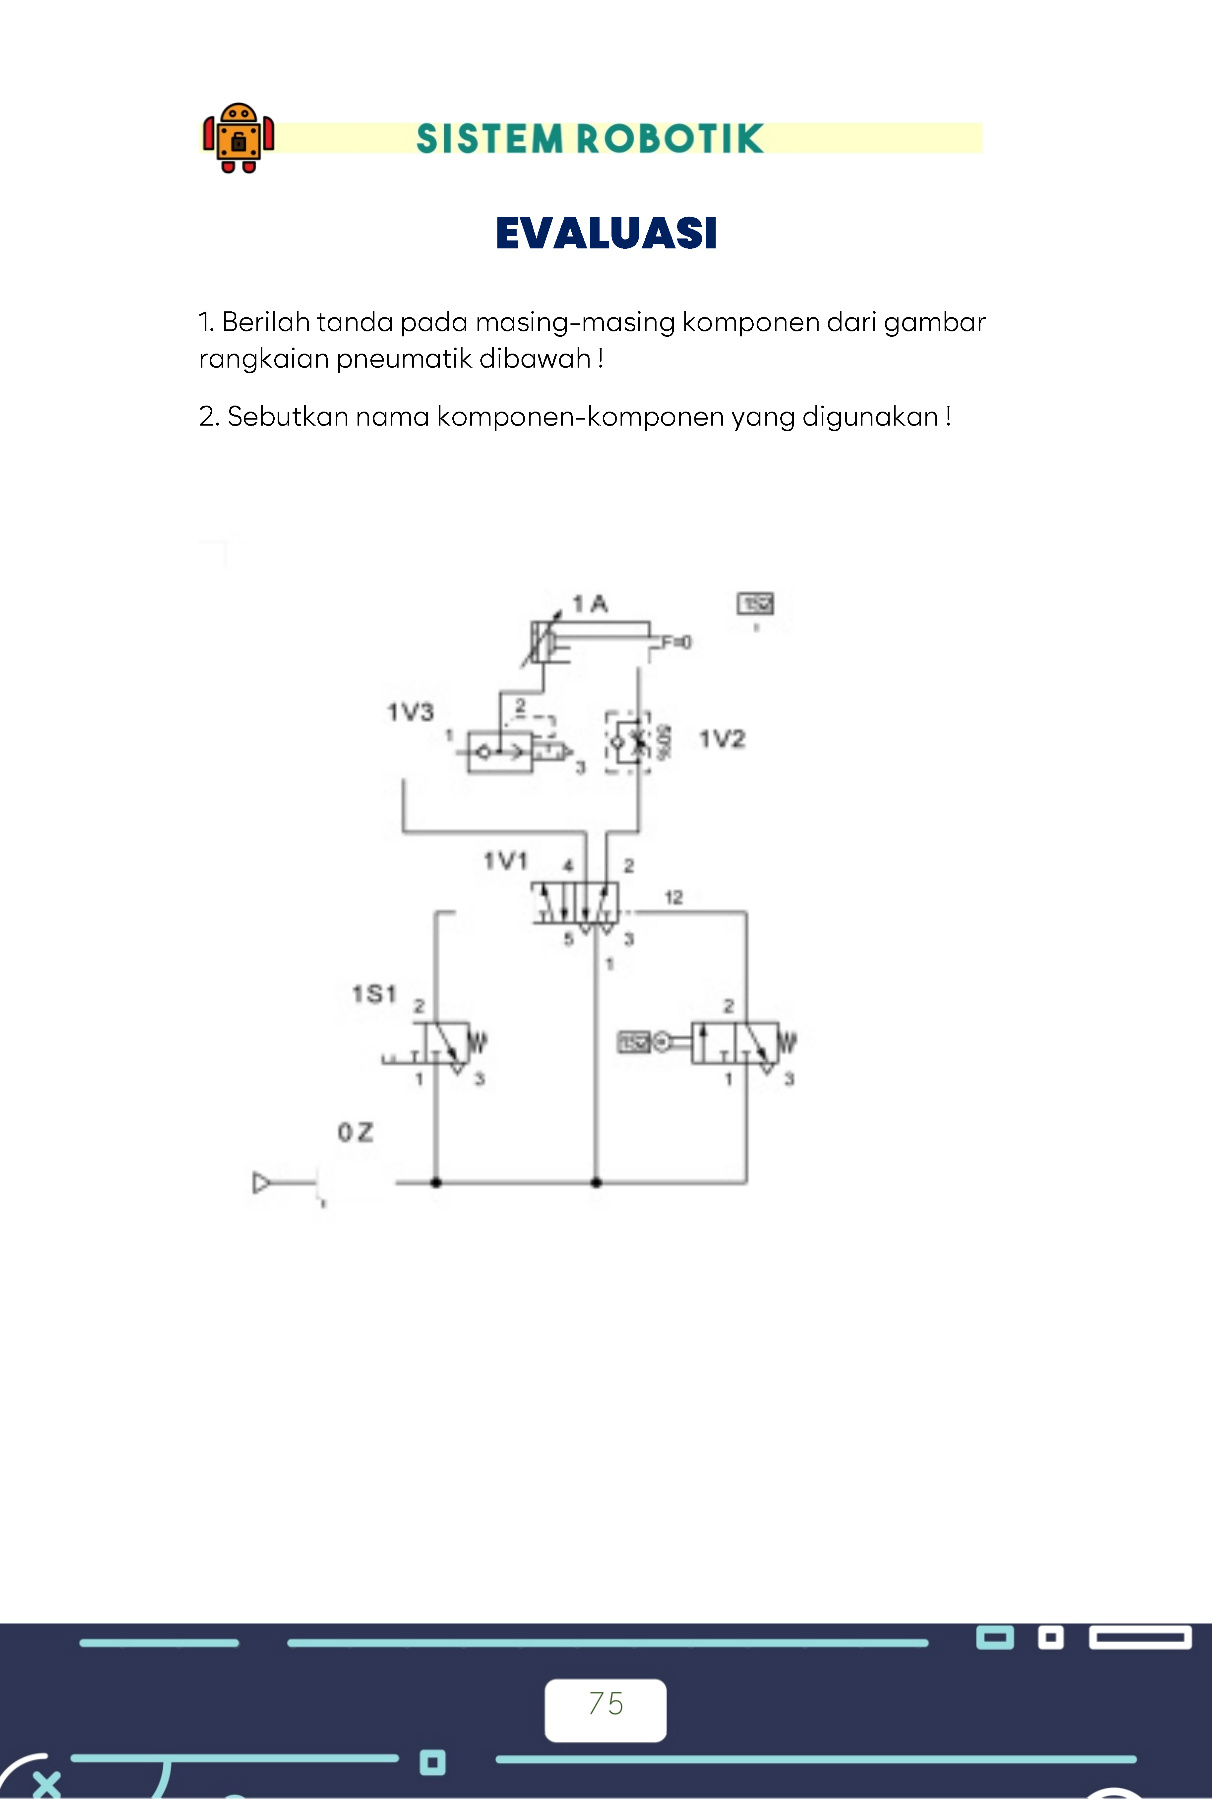 SISTEM ROBOTIK
EVALUASI
1. Berilah tanda pada masing-masing komponen dari gambar
rangkaian pneumatik dibawah !
2. Sebutkan nama komponen-komponen yang digunakan !
1 A
F=0
1V3
2
1
3
50%
1V2
1V1
4
2
12
5
3
1
1S1
2
2
1
3
1
3
0 Z
75